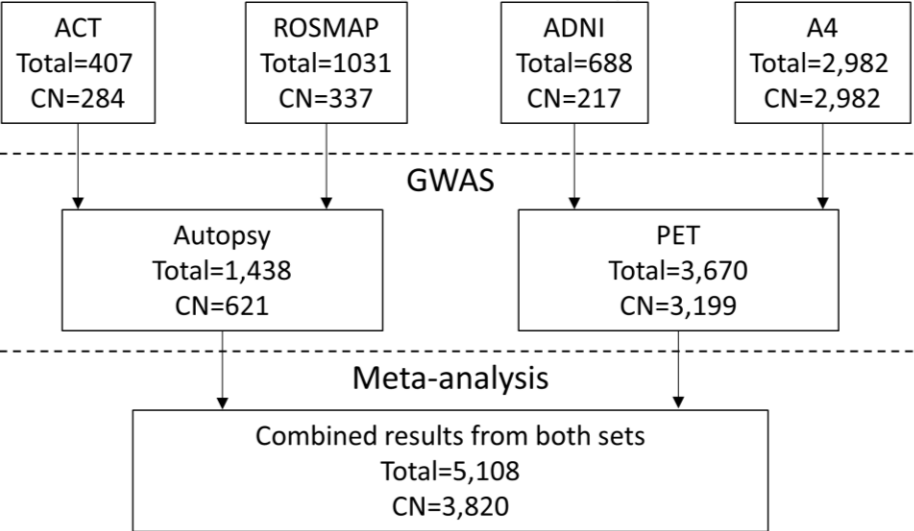 ACT
Total=407
CN=284
ROSMAP
Total=1031
CN=337
ADNI
Total=688
CN=217
A4
Total=2,982
CN=2,982
GWAS
Autopsy
Total=1,438
CN=621
PET
Total=3,670
CN=3,199
Meta-analysis
Combined results from both sets
Total=5,108
CN=3,820